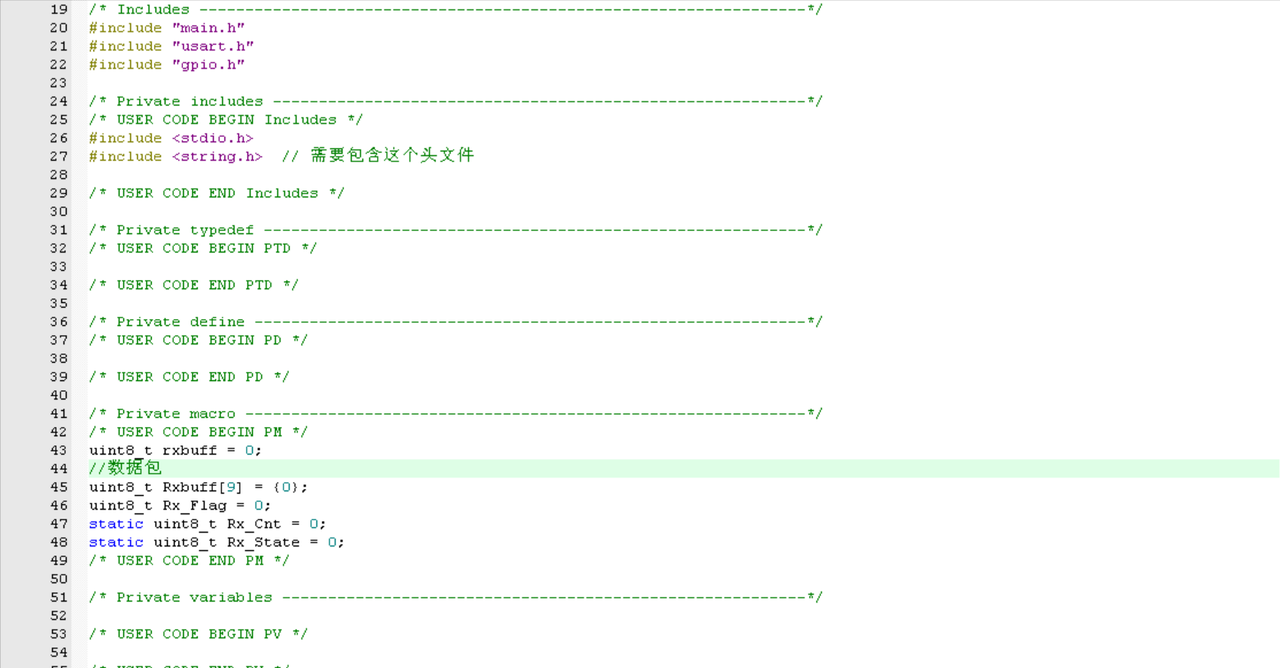 19 /* Includes ------------------------------------------------------------------*/
20 #include "main.h"
21 #include "usart.h"
22 #include "gpio.h"
23
24 /* Private includes ----------------------------------------------------------*/
25 /* USER CODE BEGIN Includes */
26 #include <stdio.h>
27 #include <string.h>  // 需要包含这个头文件
28
29 /* USER CODE END Includes */
30
31 /* Private typedef -----------------------------------------------------------*/
32 /* USER CODE BEGIN PTD */
33
34 /* USER CODE END PTD */
35
36 /* Private define ------------------------------------------------------------*/
37 /* USER CODE BEGIN PD */
38
39 /* USER CODE END PD */
40
41 /* Private macro -------------------------------------------------------------*/
42 /* USER CODE BEGIN PM */
43 uint8_t rxbuff = 0;
44 //数据包
45 uint8_t Rxbuff[9] = {0};
46 uint8_t Rx_Flag = 0;
47 static uint8_t Rx_Cnt = 0;
48 static uint8_t Rx_State = 0;
49 /* USER CODE END PM */
50
51 /* Private variables ---------------------------------------------------------*/
52
53 /* USER CODE BEGIN PV */
54